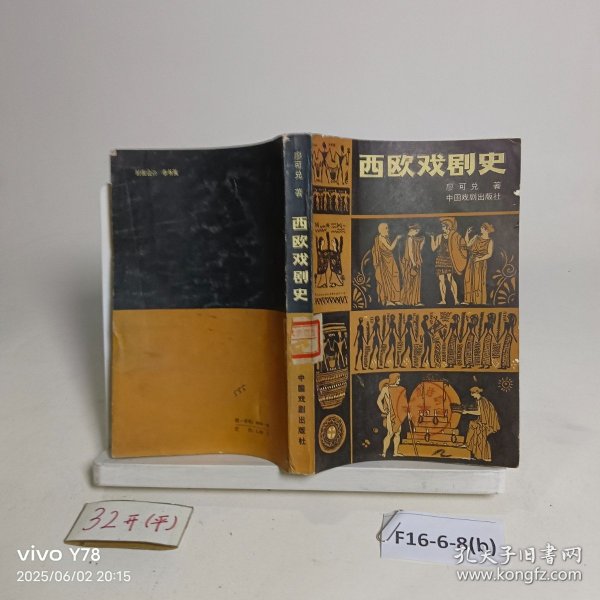 西欧戏剧史
廖可兑 著
中国戏剧出版社
廖可兑 著
西欧戏剧史
中国戏剧出版社
555
32开(平)
F16-6-8(b)
vivo Y78
2025/06/02 20:15
孔夫子旧书网
www.kongfz.com